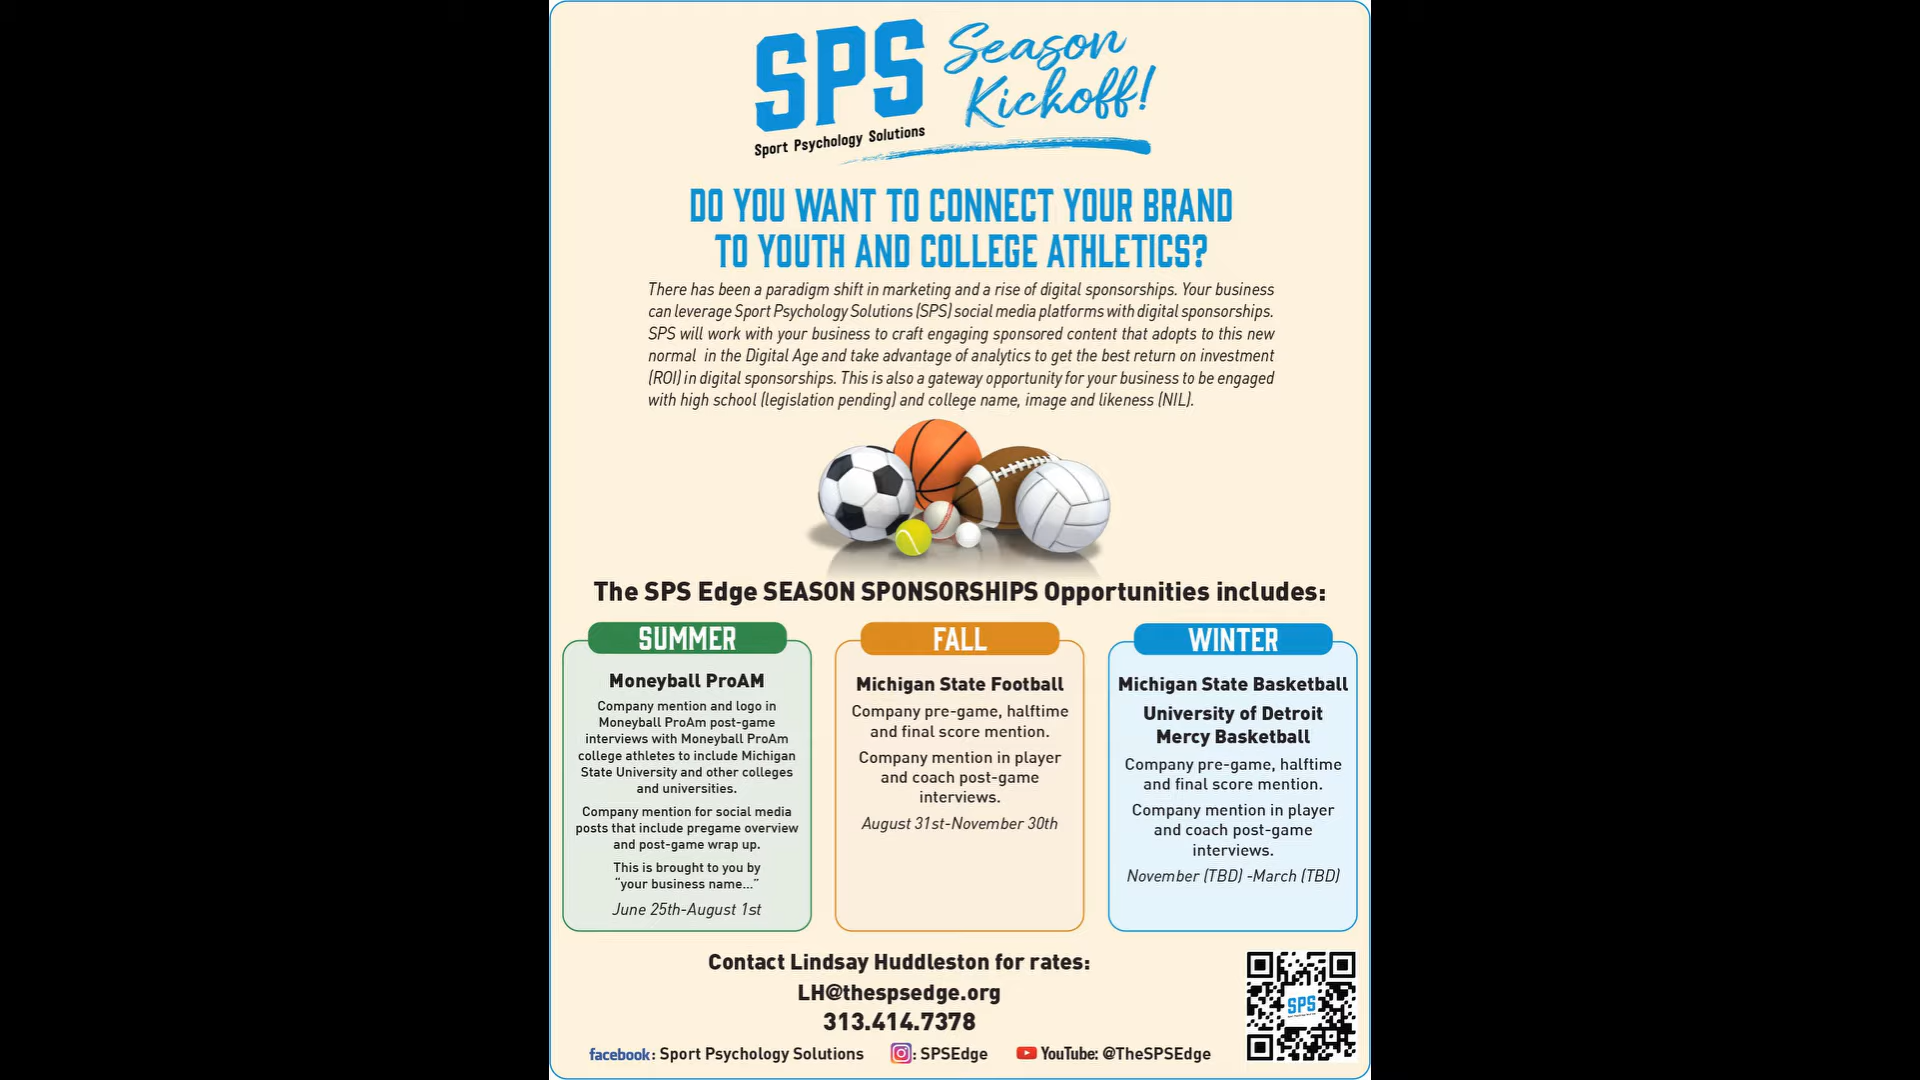 SPS
Season
Kickoff!
Sport Psychology Solutions
DO YOU WANT TO CONNECT YOUR BRAND
TO YOUTH AND COLLEGE ATHLETICS?
There has been a paradigm shift in marketing and a rise of digital sponsorships. Your business
can leverage Sport Psychology Solutions (SPS) social media platforms with digital sponsorships.
SPS will work with your business to craft engaging sponsored content that adopts to this new
normal in the Digital Age and take advantage of analytics to get the best return on investment
(ROI) in digital sponsorships. This is also a gateway opportunity for your business to be engaged
with high school (legislation pending) and college name, image and likeness (NIL).
The SPS Edge SEASON SPONSORSHIPS Opportunities includes:
SUMMER
Moneyball ProAM
Company mention and logo in
Moneyball ProAm post-game
interviews with Moneyball ProAm
college athletes to include Michigan
State University and other colleges
and universities.
Company mention for social media
posts that include pregame overview
and post-game wrap up.
This is brought to you by
"your business name..."
June 25th-August 1st
FALL
Michigan State Football
Company pre-game, halftime
and final score mention.
Company mention in player
and coach post-game
interviews.
August 31st-November 30th
WINTER
Michigan State Basketball
University of Detroit
Mercy Basketball
Company pre-game, halftime
and final score mention.
Company mention in player
and coach post-game
interviews.
November (TBD) -March (TBD)
Contact Lindsay Huddleston for rates:
LH@thespsedge.org
313.414.7378
facebook: Sport Psychology Solutions : SPSEdge YouTube: @TheSPSEdge
SPS